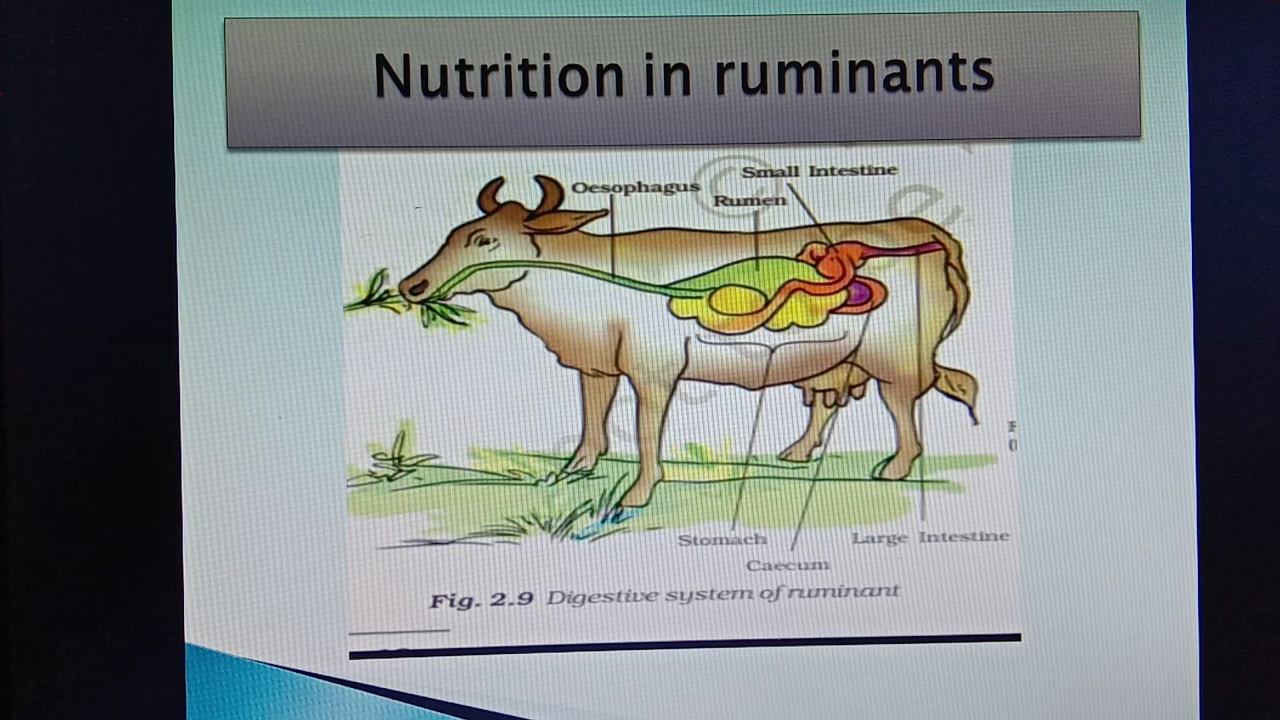 Nutrition in ruminants
Small Intestine
Oesophagus
Rumen
Stomach
Large Intestine
Caecum
Fig. 2.9 Digestive system of ruminant